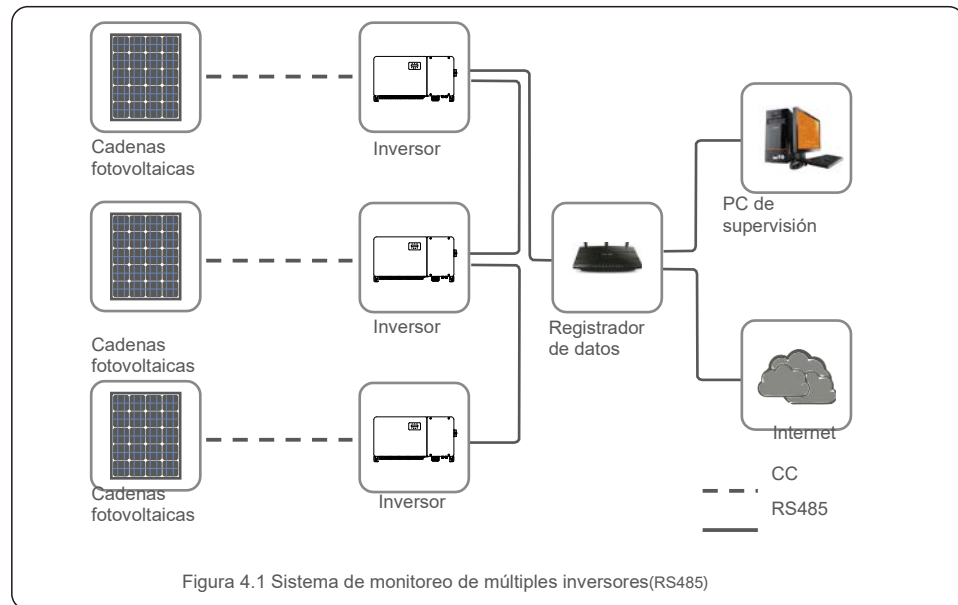 Cadenas
fotovoltaicas
Inversor
Cadenas
fotovoltaicas
Inversor
Cadenas
fotovoltaicas
Inversor
Registrador
de datos
PC de
supervisión
Internet
CC
RS485
Figura 4.1 Sistema de monitoreo de múltiples inversores(RS485)